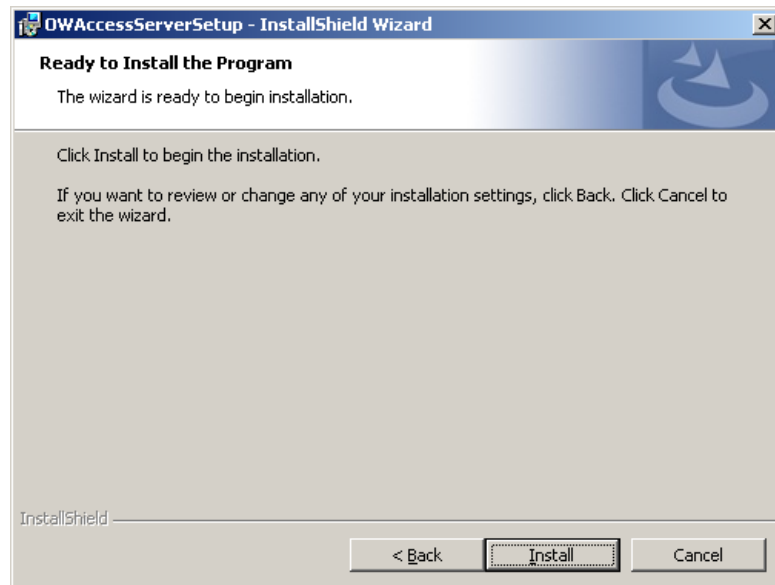 OWAccessServerSetup - InstallShield Wizard
Ready to Install the Program
The wizard is ready to begin installation.
Click Install to begin the installation.
If you want to review or change any of your installation settings, click Back. Click Cancel to
exit the wizard.
InstallShield
< Back
Install
Cancel